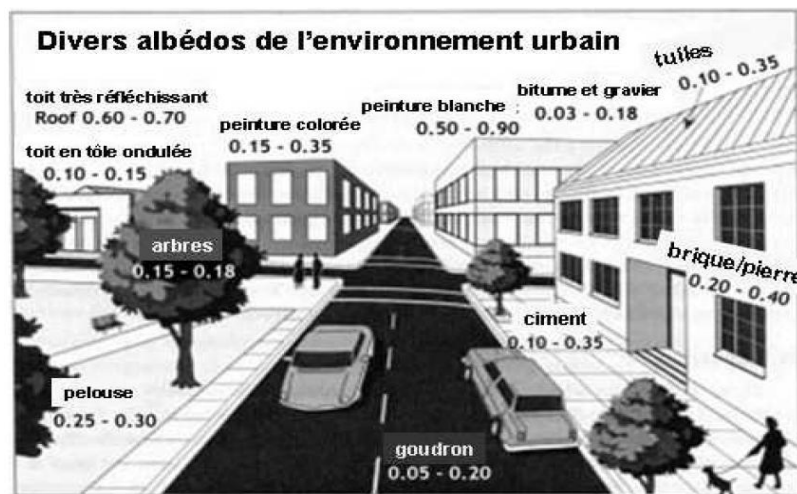 Divers albédos de l'environnement urbain
toit très réfléchissant
Roof 0.60 - 0.70
toit en tôle ondulée
0.10 - 0.15
peinture colorée
0.15 - 0.35
peinture blanche :
0.50 - 0.90
bitume et gravier
0.03 - 0.18
tuiles
0.10 - 0.35
arbres
0.15 - 0.18
brique/pierre
0.20 - 0.40
ciment
0.10 - 0.35
pelouse
0.25 - 0.30
goudron
0.05 - 0.20